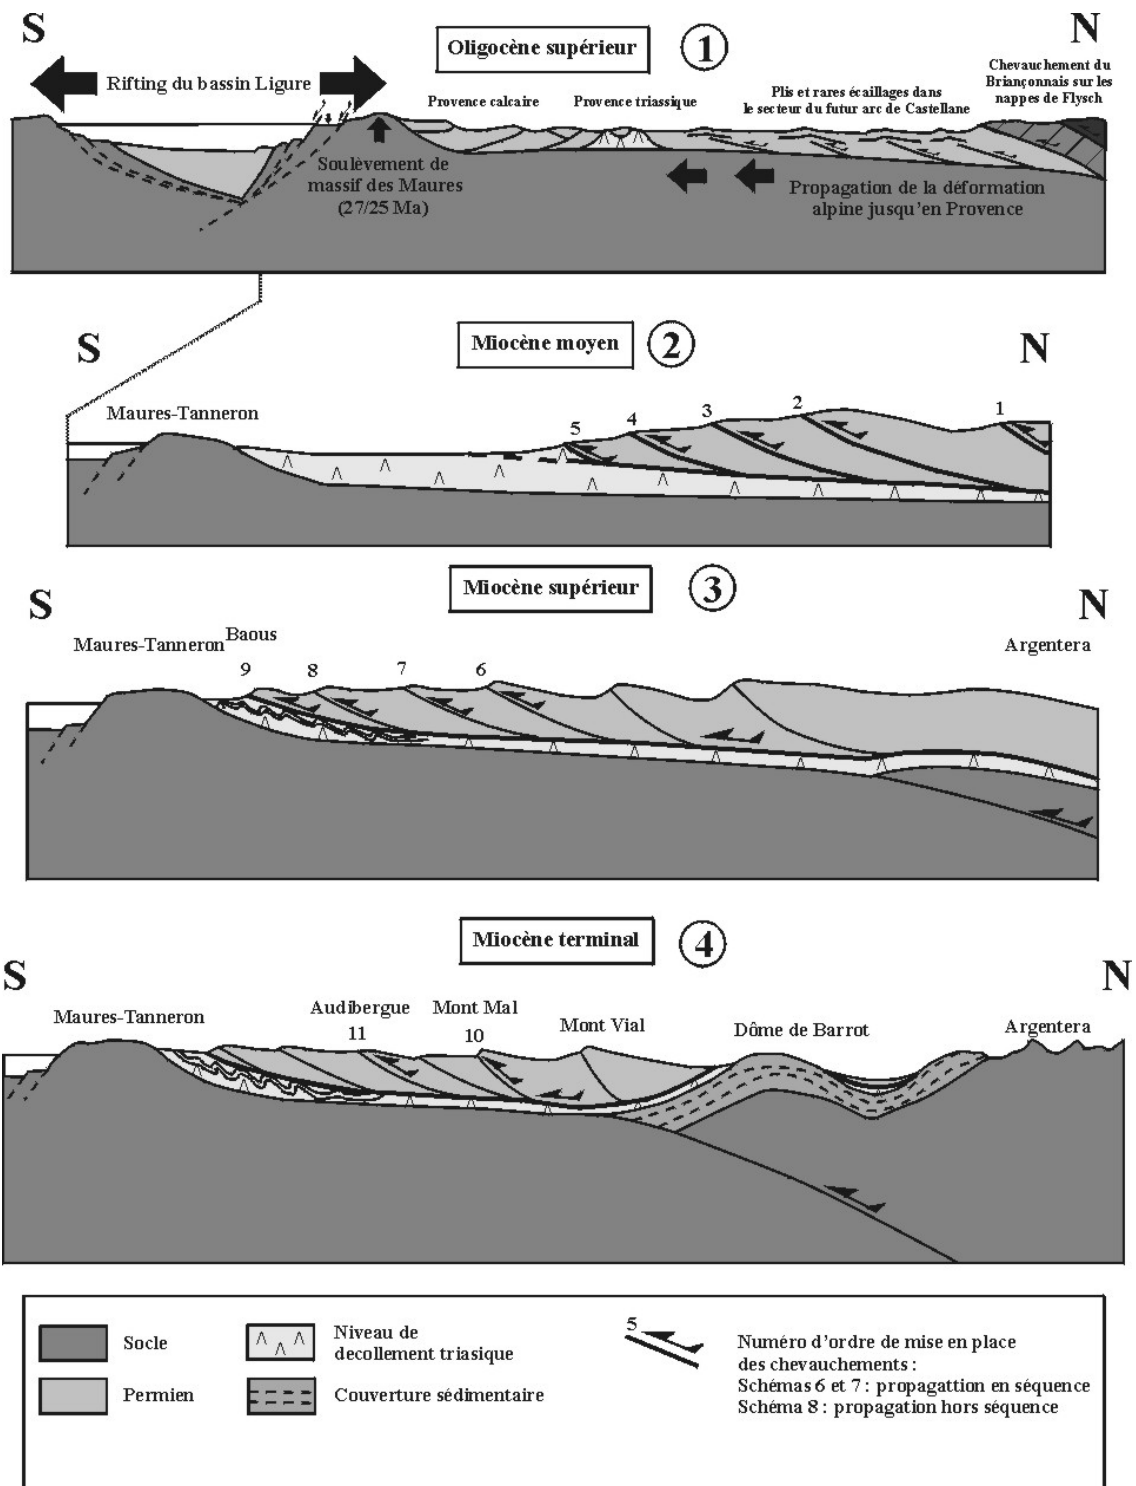 S
N
Oligocène supérieur
1
Rifting du bassin Ligure
Provence calcaire
Provence triassique
Plis et rares écaillages dans
le secteur du futur arc de Castellane
Chevauchement du
Briançonnais sur les
nappes de Flysch
Soulèvement de
massif des Maures
(27/25 Ma)
Propagation de la déformation
alpine jusqu'en Provence
S
N
Miocène moyen
2
Maures-Tanneron
5
4
3
2
1
S
N
Miocène supérieur
3
Maures-Tanneron
Baous
Argentera
9
8
7
6
S
N
Miocène terminal
4
Maures-Tanneron
Audibergue
11
Mont Mal
10
Mont Vial
Dôme de Barrot
Argentera
Socle
Permien
Niveau de
decollement triasique
Couverture sédimentaire
5
Numéro d'ordre de mise en place
des chevauchements :
Schémas 6 et 7 : propagattion en séquence
Schéma 8 : propagation hors séquence